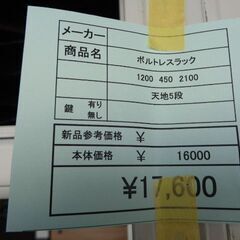 メーカー
商品名 ボルトレスラック
1200 450 2100
天地5段
鍵 有り
無し
新品参考価格 ¥
本体価格 ¥ 16000
¥17,600